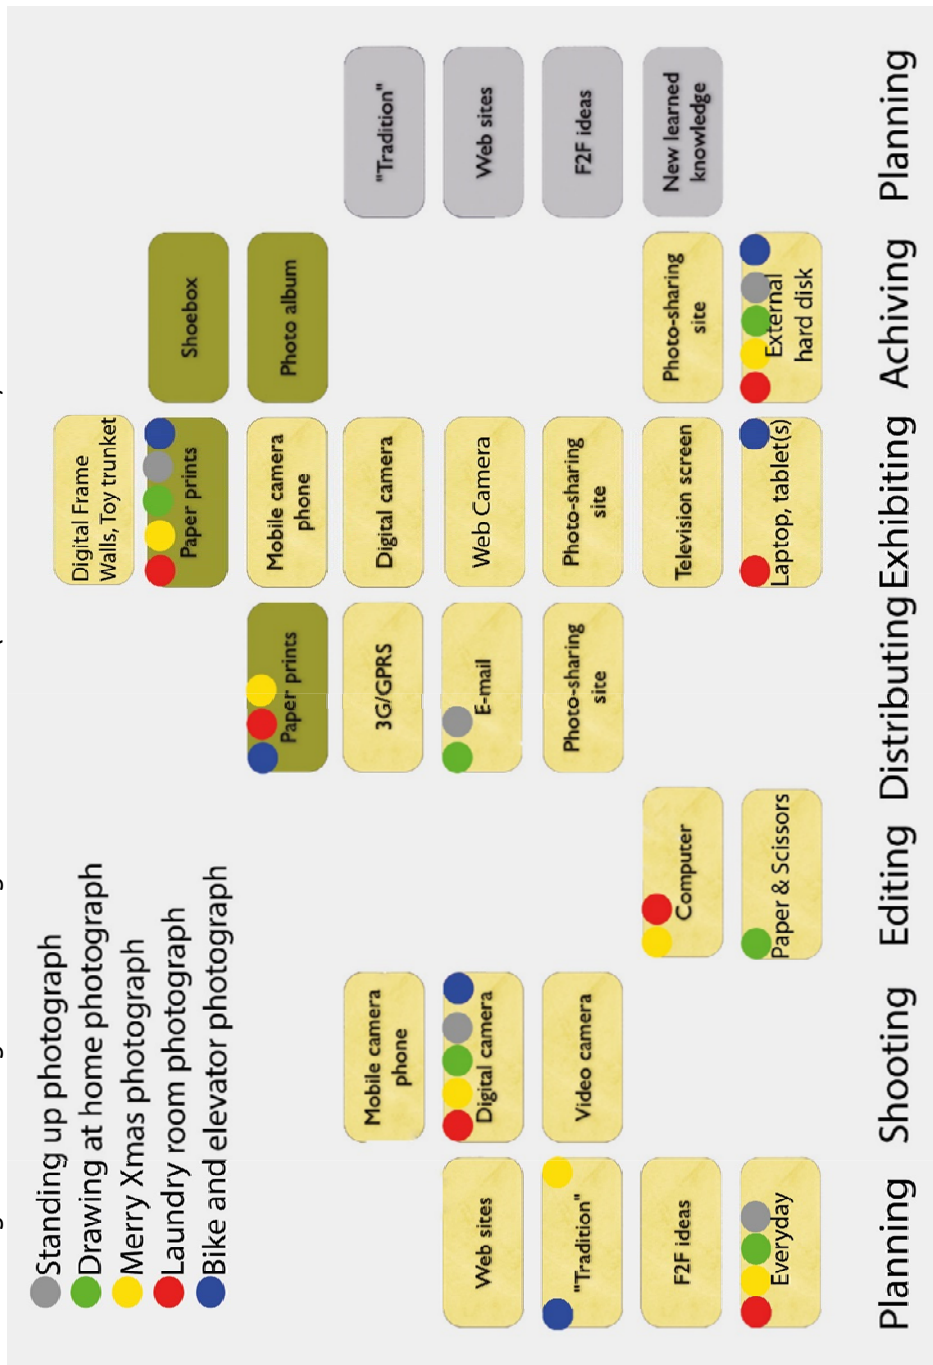 Standing up photograph
Drawing at home photograph
Merry Xmas photograph
Laundry room photograph
Bike and elevator photograph
Web sites
"Tradition"
F2F ideas
Everyday
Planning
Mobile camera
phone
Digital camera
Video camera
Shooting
Computer
Paper & Scissors
Editing
Paper prints
3G/GPRS
E-mail
Photo-sharing
site
Distributing
Digital Frame
Walls, Toy trunket
Paper prints
Mobile camera
phone
Digital camera
Web Camera
Photo-sharing
site
Television screen
Laptop, tablet(s)
Exhibiting
Shoebox
Photo album
Photo-sharing
site
External
hard disk
Achiving
"Tradition"
Web sites
F2F ideas
New learned
knowledge
Planning